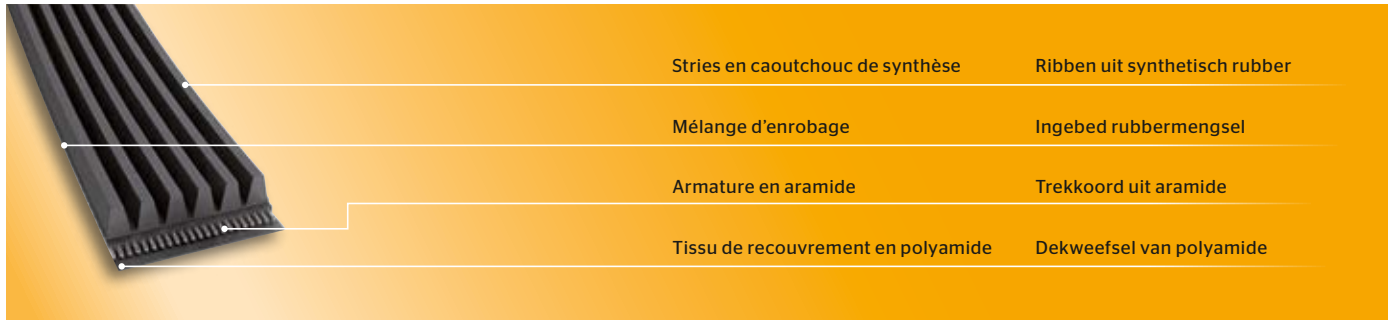 Stries en caoutchouc de synthèse Ribben uit synthetisch rubber
Mélange d'enrobage Ingebed rubbermengsel
Armature en aramide Trekkoord uit aramide
Tissu de recouvrement en polyamide Dekweefsel van polyamide